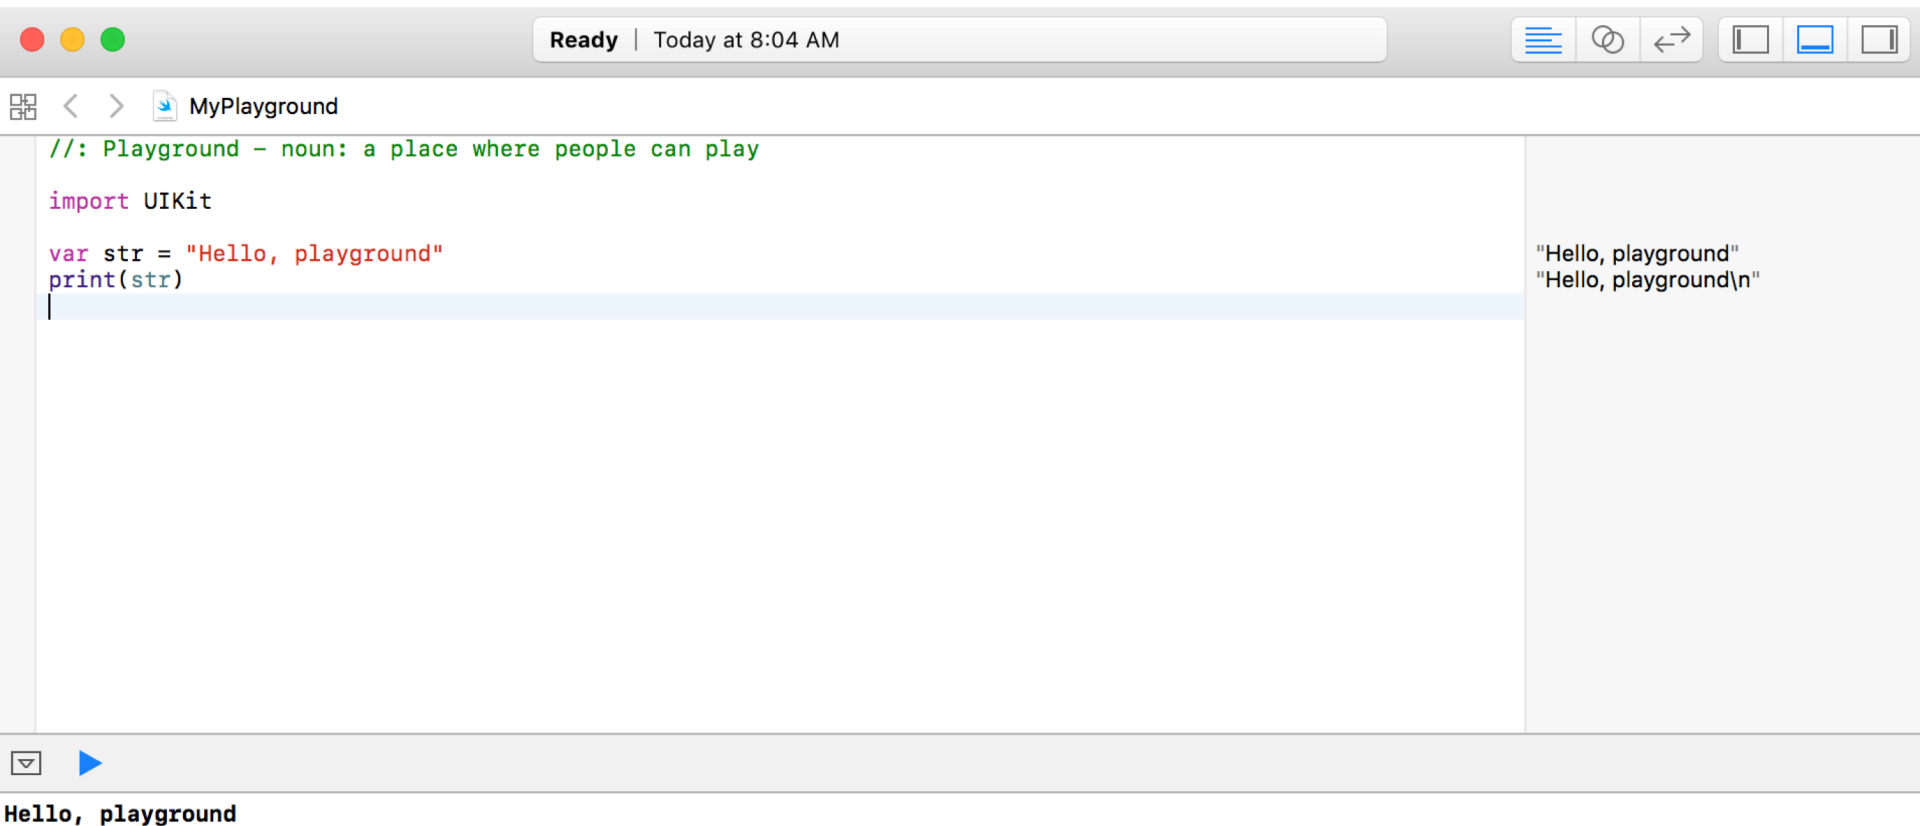 Ready | Today at 8:04 AM
MyPlayground
//: Playground – noun: a place where people can play
import UIKit
var str = "Hello, playground"
"Hello, playground"
print(str)
"Hello, playground\n"
Hello, playground